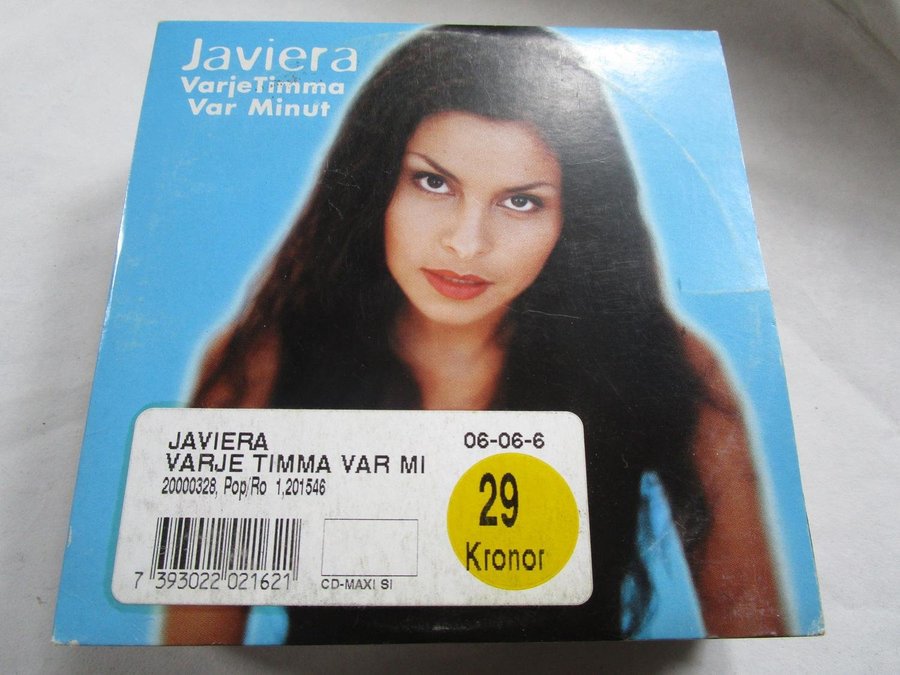 Javiera
VarjeTimma
Var Minut
JAVIERA 06-06-6
VARJE TIMMA VAR MI
20000328, Pop/Ro 1,201546
29
Kronor
7 393022 021621
CD-MAXI SI